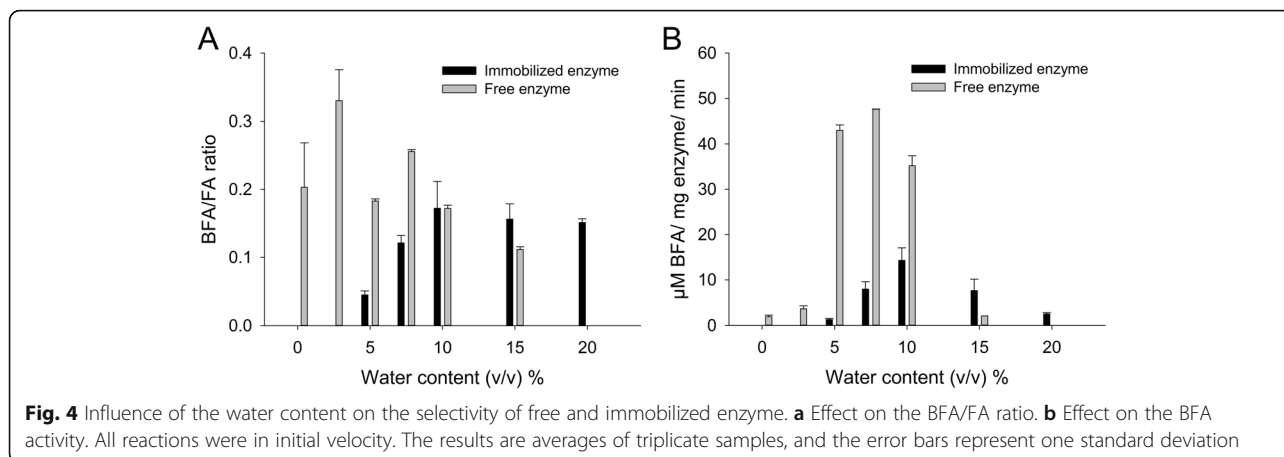 A
0.4
0.3
0.2
0.1
0.0
BFA/FA ratio
Immobilized enzyme
Free enzyme
0 5 10 15 20
Water content (v/v) %
B
60
50
40
30
20
10
0
µM BFA/ mg enzyme/ min
Immobilized enzyme
Free enzyme
0 5 10 15 20
Water content (v/v) %
Fig. 4 Influence of the water content on the selectivity of free and immobilized enzyme. a Effect on the BFA/FA ratio. b Effect on the BFA
activity. All reactions were in initial velocity. The results are averages of triplicate samples, and the error bars represent one standard deviation